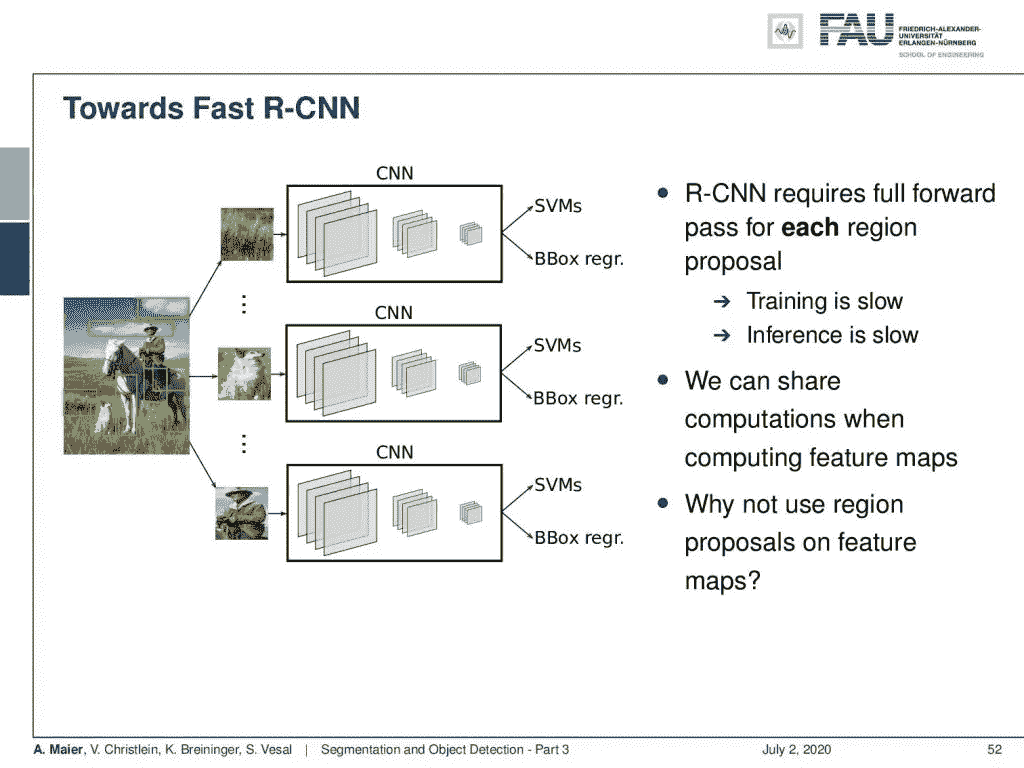 FAU
FRIEDRICH-ALEXANDER-
UNIVERSITÄT
ERLANGEN-NÜRNBERG
SCHOOL OF ENGINEERING
Towards Fast R-CNN
CNN
SVMs
BBox regr.
⋮
CNN
SVMs
BBox regr.
⋮
CNN
SVMs
BBox regr.
• R-CNN requires full forward
pass for each region
proposal
➔ Training is slow
➔ Inference is slow
• We can share
computations when
computing feature maps
• Why not use region
proposals on feature
maps?
A. Maier, V. Christlein, K. Breininger, S. Vesal | Segmentation and Object Detection - Part 3 July 2, 2020 52